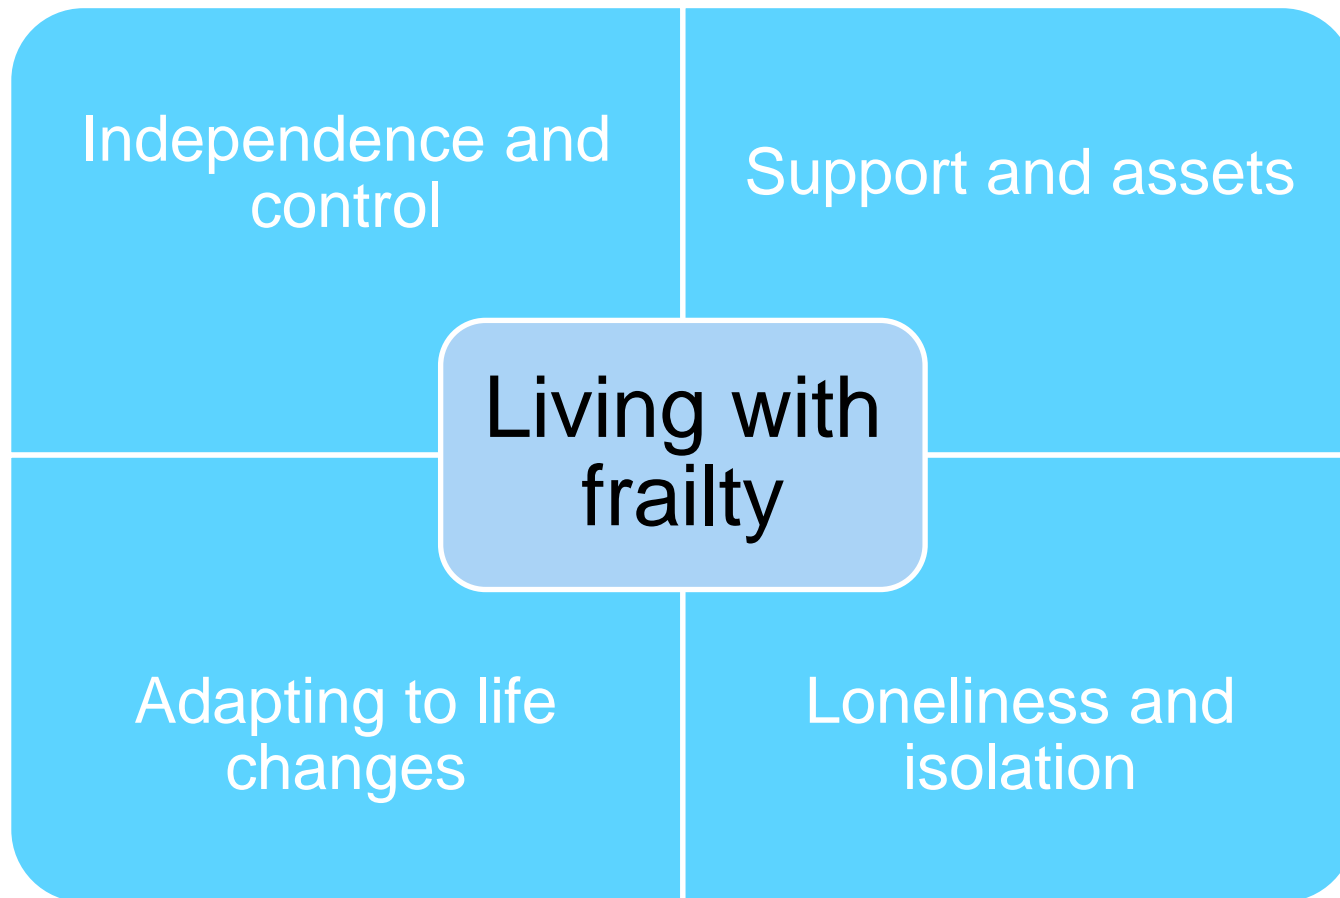 Independence and
control
Support and assets
Living with
frailty
Adapting to life
changes
Loneliness and
isolation